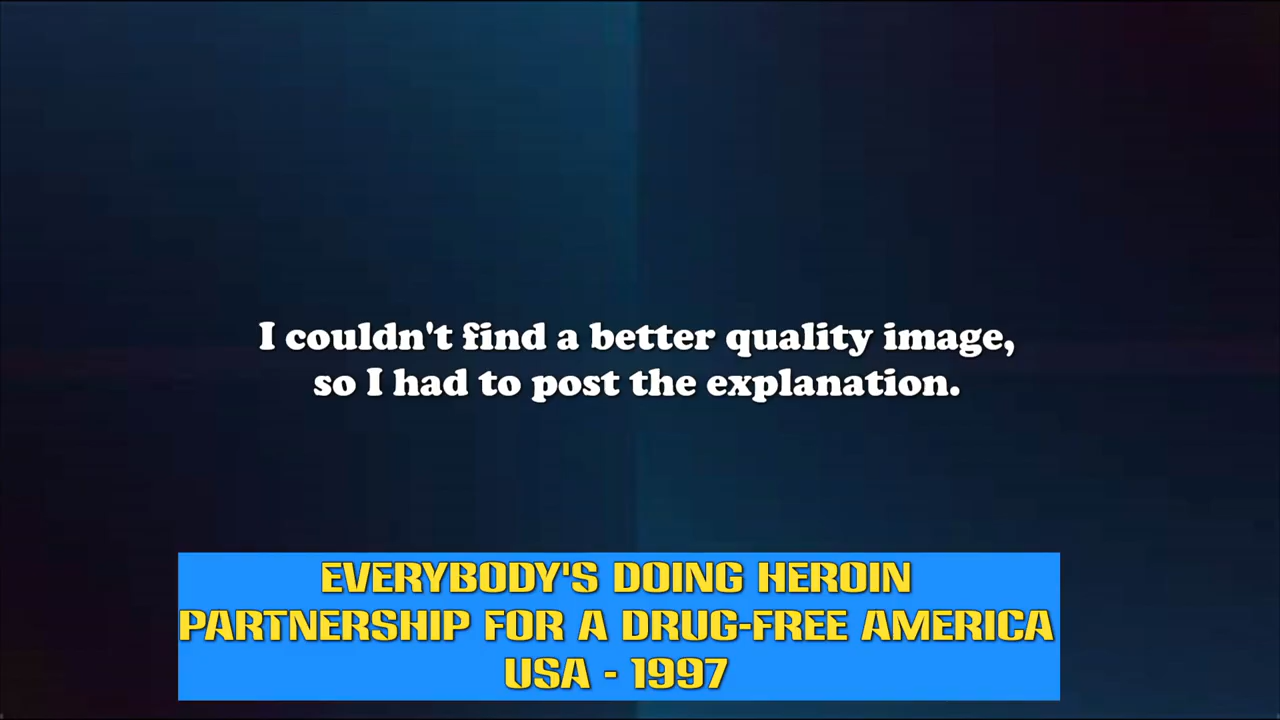 I couldn't find a better quality image,
so I had to post the explanation.
EVERYBODY'S DOING HEROIN
PARTNERSHIP FOR A DRUG-FREE AMERICA
USA - 1997